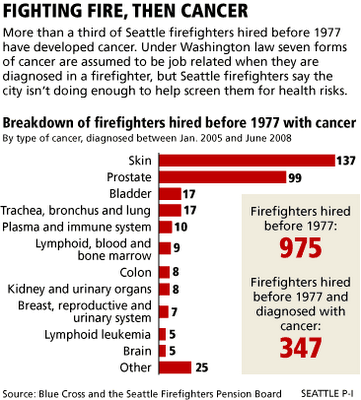 FIGHTING FIRE, THEN CANCER
More than a third of Seattle firefighters hired before 1977
have developed cancer. Under Washington law seven forms
of cancer are assumed to be job related when they are
diagnosed in a firefighter, but Seattle firefighters say the
city isn't doing enough to help screen them for health risks.
Breakdown of firefighters hired before 1977 with cancer
By type of cancer, diagnosed between Jan. 2005 and June 2008
Skin 137
Prostate 99
Bladder 17
Trachea, bronchus and lung 17
Plasma and immune system 10
Lymphoid, blood and
bone marrow 9
Colon 8
Kidney and urinary organs 8
Breast, reproductive and
urinary system 7
Lymphoid leukemia 5
Brain 5
Other 25
Firefighters hired
before 1977:
975
Firefighters hired
before 1977 and
diagnosed with
cancer:
347
Source: Blue Cross and the Seattle Firefighters Pension Board SEATTLE P-I